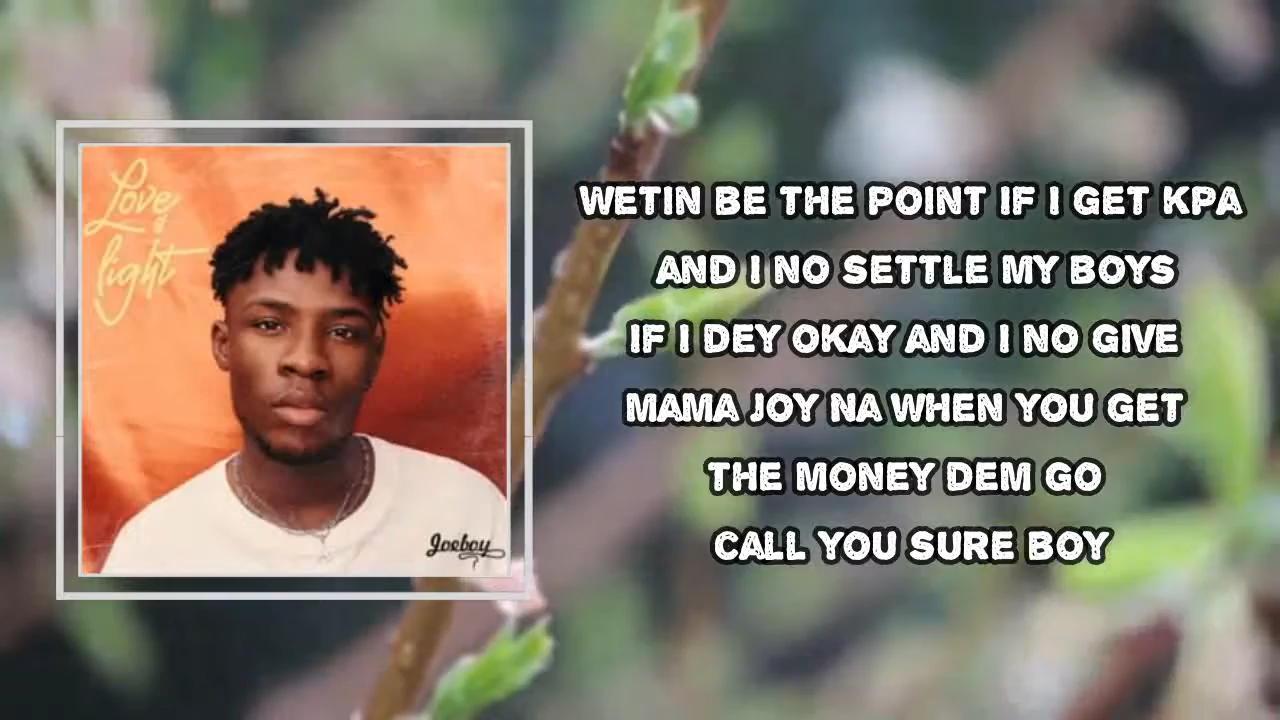 Love
&
light
Joeboy
WETIN BE THE POINT IF I GET KPA
AND I NO SETTLE MY BOYS
IF I DEY OKAY AND I NO GIVE
MAMA JOY NA WHEN YOU GET
THE MONEY DEM GO
CALL YOU SURE BOY